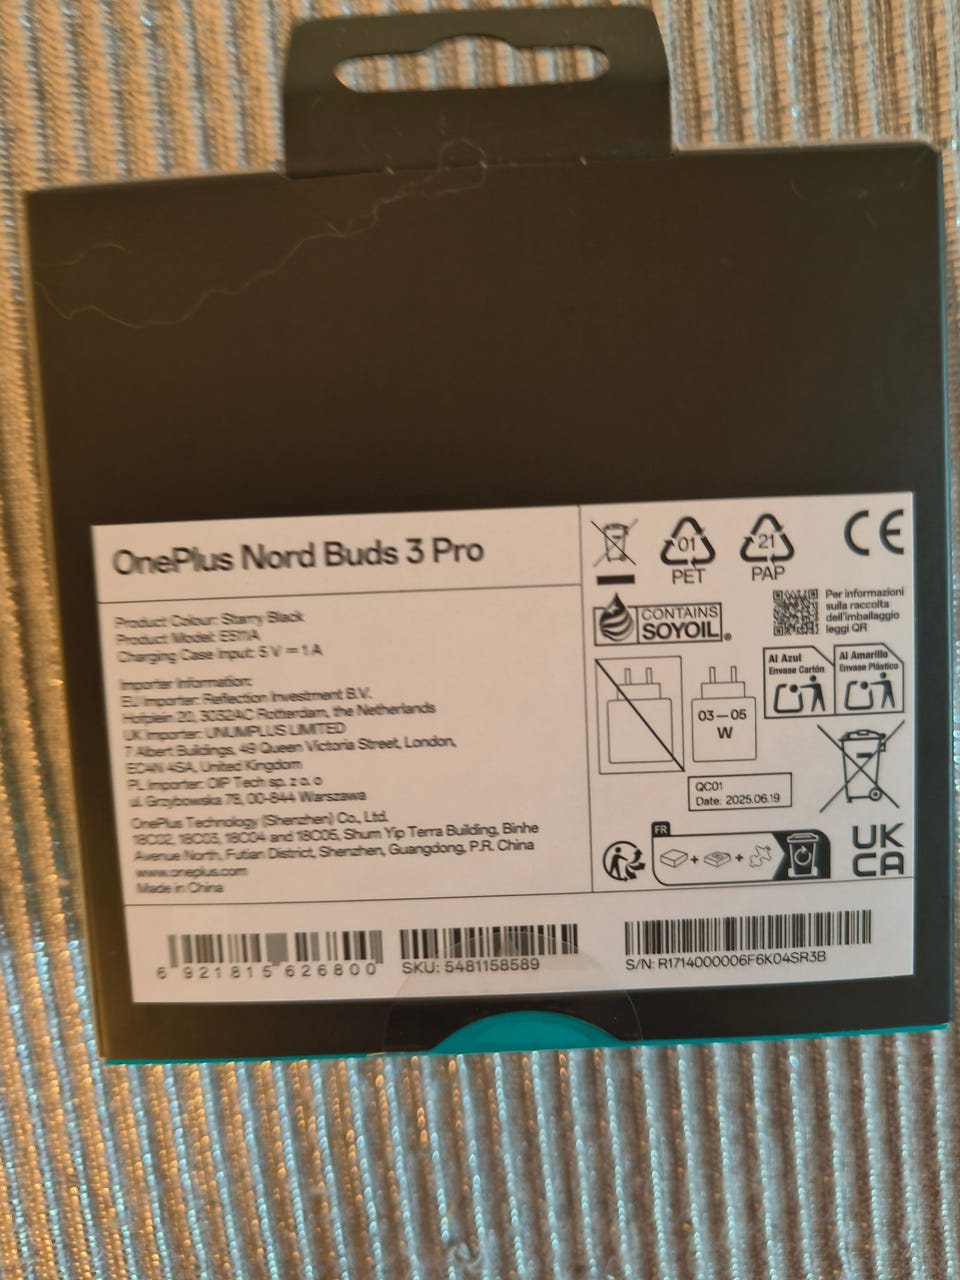 OnePlus Nord Buds 3 Pro
Product Colour: Starry Black
Product Model: E511A
Charging Case Input: 5 V = 1 A
Importer Information:
EU Importer: Reflection Investment B.V.
Hofplein 20, 3032AC Rotterdam, the Netherlands
UK Importer: UNUMPLUS LIMITED
7 Albert Buildings, 49 Queen Victoria Street, London,
EC4N 4SA, United Kingdom
PL Importer: OIP Tech sp. z o. o
ul. Grzybowska 78, 00-844 Warszawa
OnePlus Technology (Shenzhen) Co., Ltd.
18C02, 18C03, 18C04 and 18C05, Shum Yip Terra Building, Binhe
Avenue North, Futian District, Shenzhen, Guangdong, P.R. China
www.oneplus.com
Made in China
01
PET
21
PAP
CE
CONTAINS
SOYOIL®
Per informazioni
sulla raccolta
dell'imballaggio
leggi QR
03–05
W
Al Azul
Envase Cartón
Al Amarillo
Envase Plástico
QC01
Date: 2025.06.19
FR
+ +
UK
CA
6 921815 626800
SKU: 5481158589
S/N: R1714000006F6K04SR3B